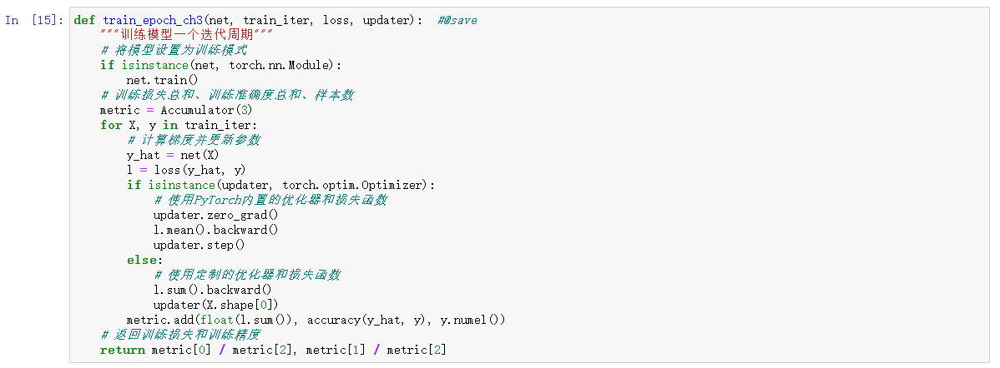 In [15]: def train_epoch_ch3(net, train_iter, loss, updater):  #@save
    """训练模型一个迭代周期"""
    # 将模型设置为训练模式
    if isinstance(net, torch.nn.Module):
        net.train()
    # 训练损失总和、训练准确度总和、样本数
    metric = Accumulator(3)
    for X, y in train_iter:
        # 计算梯度并更新参数
        y_hat = net(X)
        l = loss(y_hat, y)
        if isinstance(updater, torch.optim.Optimizer):
            # 使用PyTorch内置的优化器和损失函数
            updater.zero_grad()
            l.mean().backward()
            updater.step()
        else:
            # 使用定制的优化器和损失函数
            l.sum().backward()
            updater(X.shape[0])
        metric.add(float(l.sum()), accuracy(y_hat, y), y.numel())
    # 返回训练损失和训练精度
    return metric[0] / metric[2], metric[1] / metric[2]